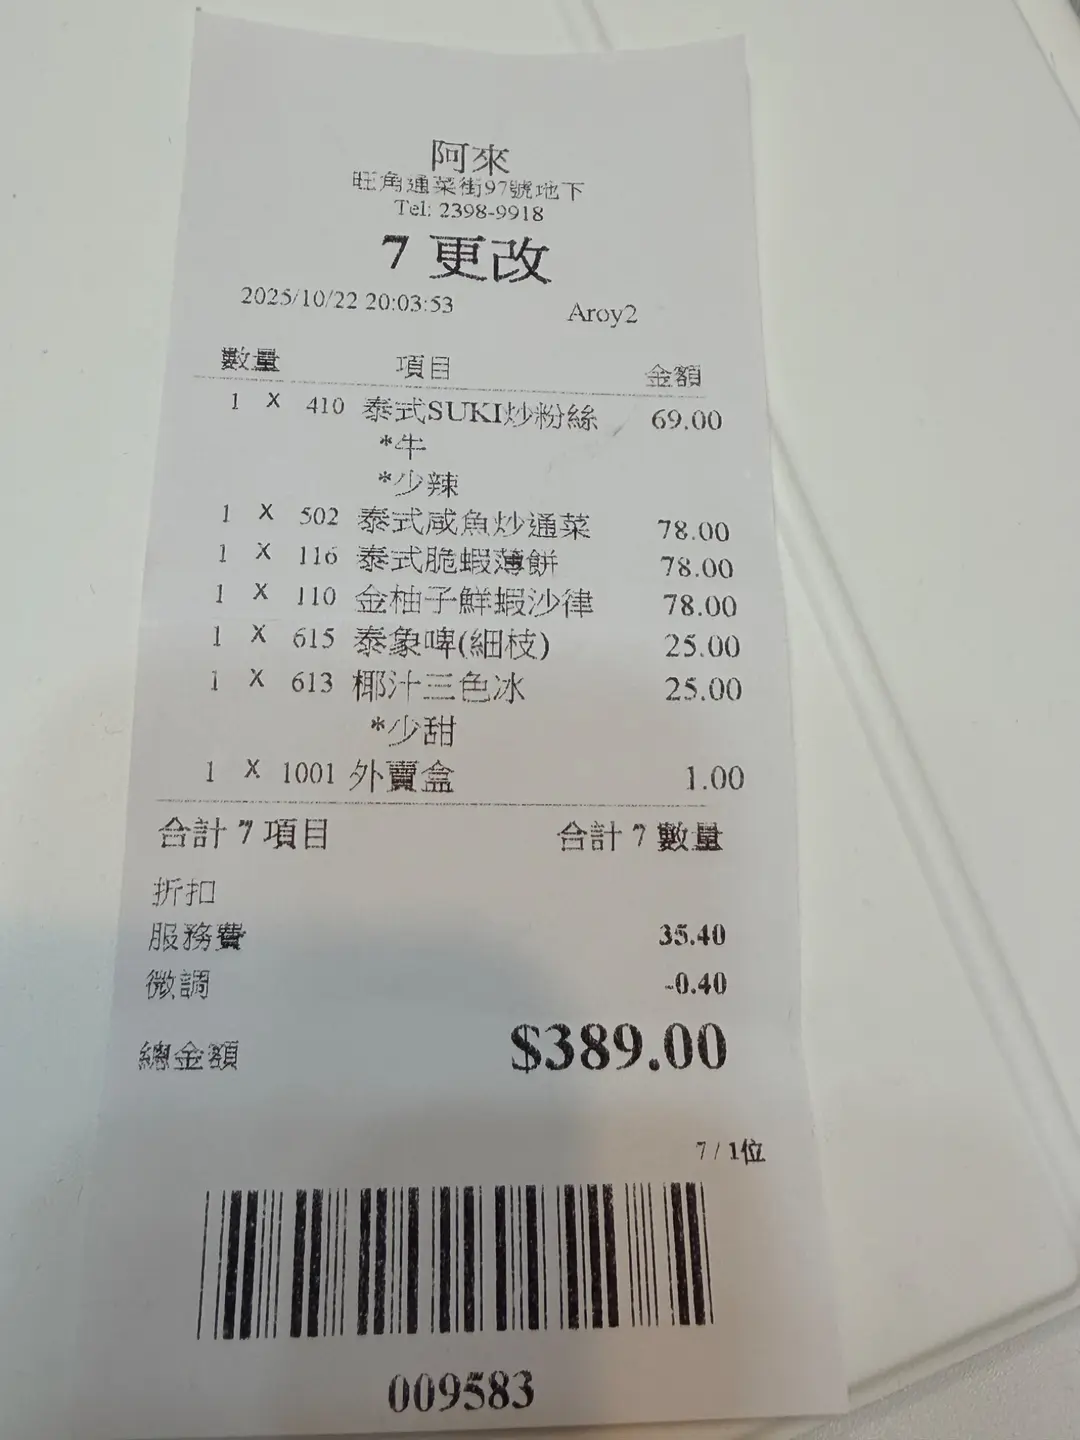 阿來
旺角通菜街97號地下
Tel: 2398-9918
7 更改
2025/10/22 20:03:53 Aroy2
數量 項目 金額
1 X 410 泰式SUKI炒粉絲 69.00
*牛
*少辣
1 X 502 泰式咸魚炒通菜 78.00
1 X 116 泰式脆蝦薄餅 78.00
1 X 110 金柚子鮮蝦沙律 78.00
1 X 615 泰象啤(細枝) 25.00
1 X 613 椰汁三色冰 25.00
*少甜
1 X 1001 外賣盒 1.00
合計 7 項目 合計 7 數量
折扣
服務費 35.40
微調 -0.40
總金額 $389.00
7 / 1位
009583